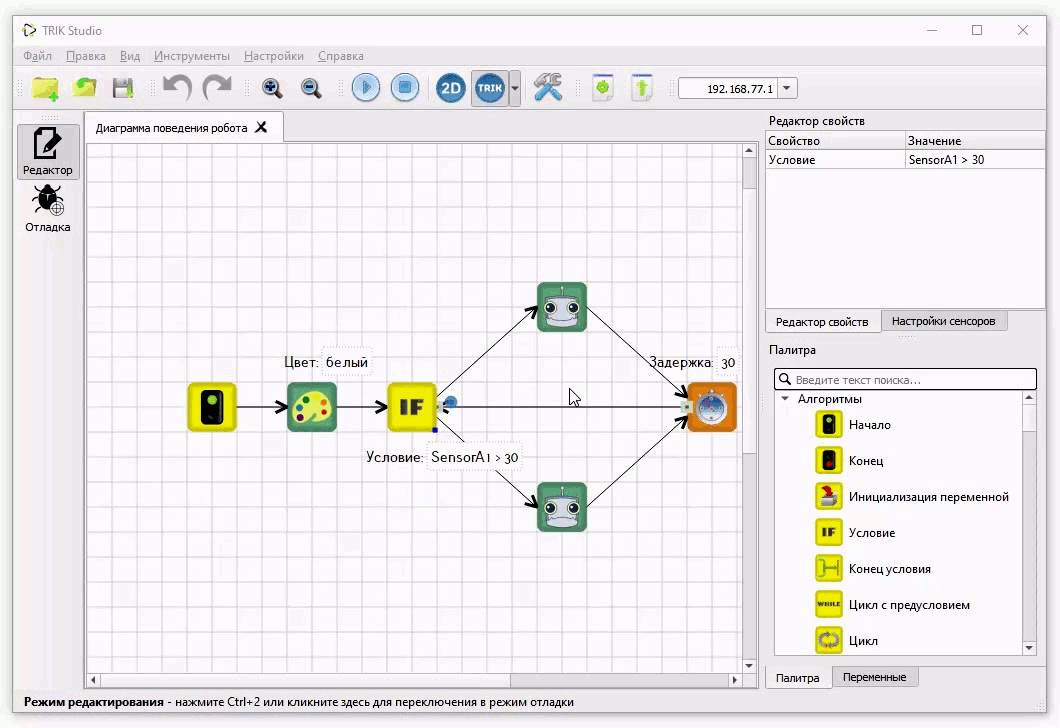 TRIK Studio
Файл Правка Вид Инструменты Настройки Справка
2D TRIK 192.168.77.1
Диаграмма поведения робота
Редактор
Отладка
Цвет: белый
IF
Условие: SensorA1 > 30
Задержка: 30
Редактор свойств
Свойство Значение
Условие SensorA1 > 30
Редактор свойств Настройки сенсоров
Палитра
Введите текст поиска...
Алгоритмы
Начало
Конец
Инициализация переменной
IF Условие
Конец условия
WHILE Цикл с предусловием
Цикл
Палитра Переменные
Режим редактирования - нажмите Ctrl+2 или кликните здесь для переключения в режим отладки